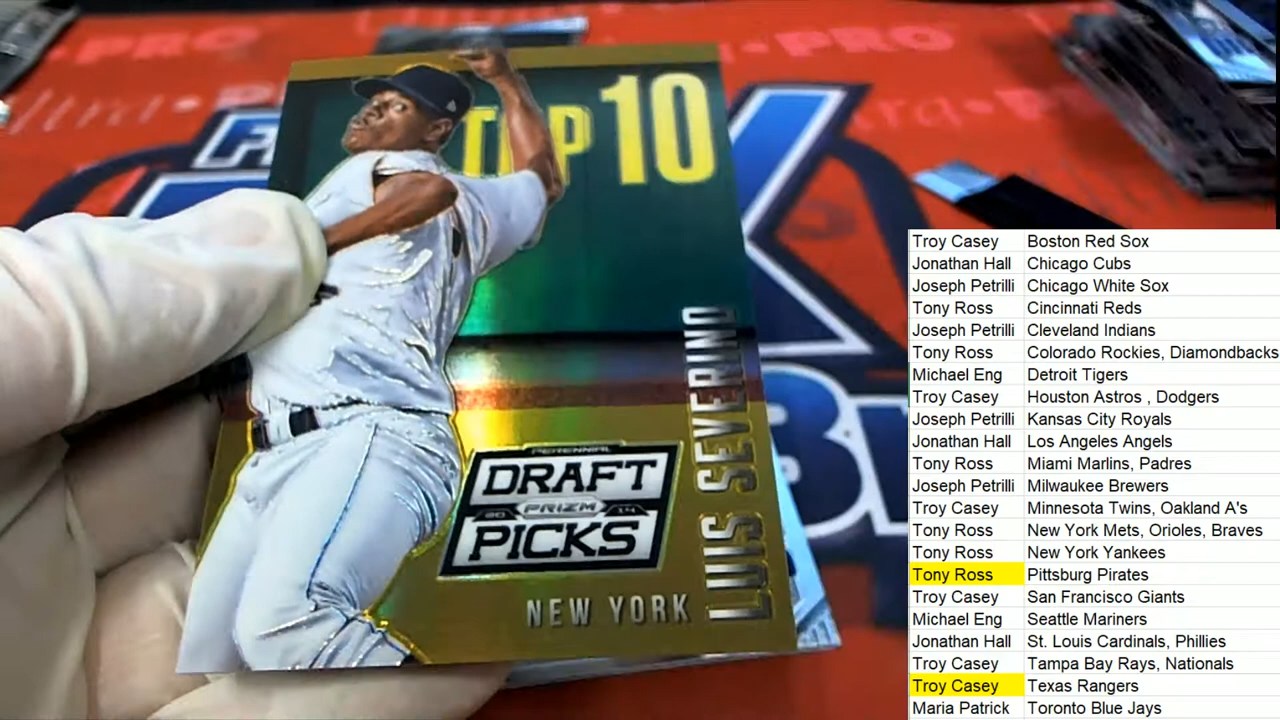 PRO
PRO
TOP 10
LUIS SEVERINO
PERENNIAL
DRAFT
20 PRIZM 14
PICKS
NEW YORK
Troy Casey Boston Red Sox
Jonathan Hall Chicago Cubs
Joseph Petrilli Chicago White Sox
Tony Ross Cincinnati Reds
Joseph Petrilli Cleveland Indians
Tony Ross Colorado Rockies, Diamondbacks
Michael Eng Detroit Tigers
Troy Casey Houston Astros , Dodgers
Joseph Petrilli Kansas City Royals
Jonathan Hall Los Angeles Angels
Tony Ross Miami Marlins, Padres
Joseph Petrilli Milwaukee Brewers
Troy Casey Minnesota Twins, Oakland A's
Tony Ross New York Mets, Orioles, Braves
Tony Ross New York Yankees
Tony Ross Pittsburg Pirates
Troy Casey San Francisco Giants
Michael Eng Seattle Mariners
Jonathan Hall St. Louis Cardinals, Phillies
Troy Casey Tampa Bay Rays, Nationals
Troy Casey Texas Rangers
Maria Patrick Toronto Blue Jays